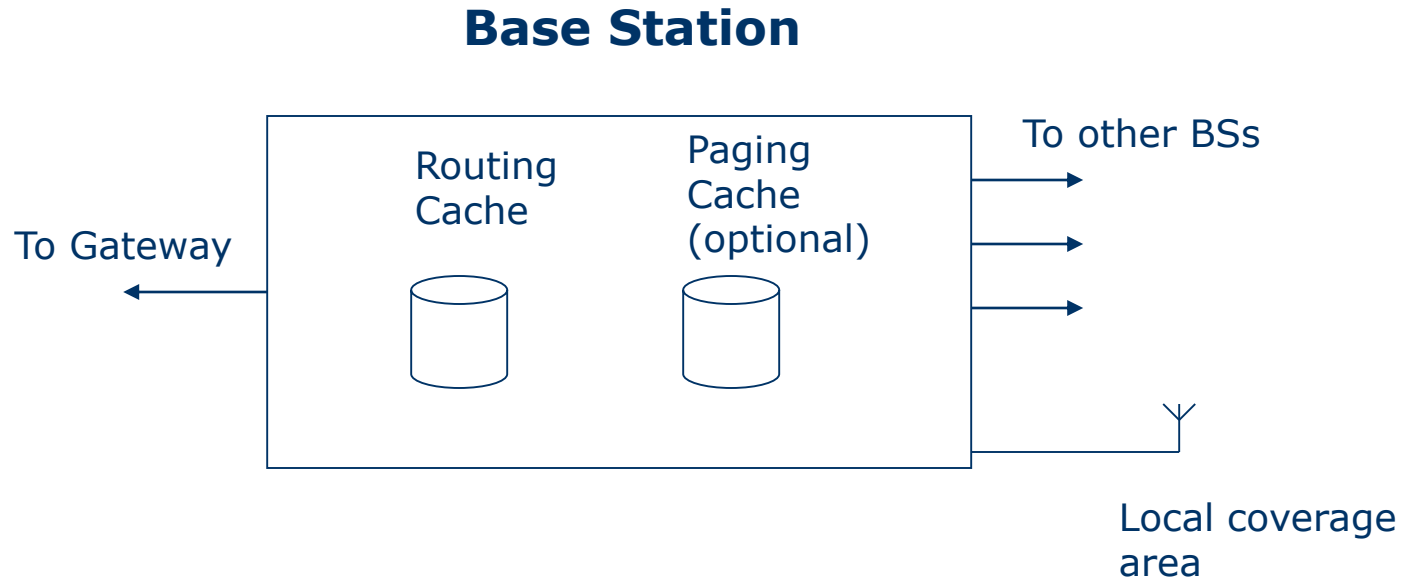 Base Station
To Gateway
Routing
Cache
Paging
Cache
(optional)
To other BSs
Local coverage
area